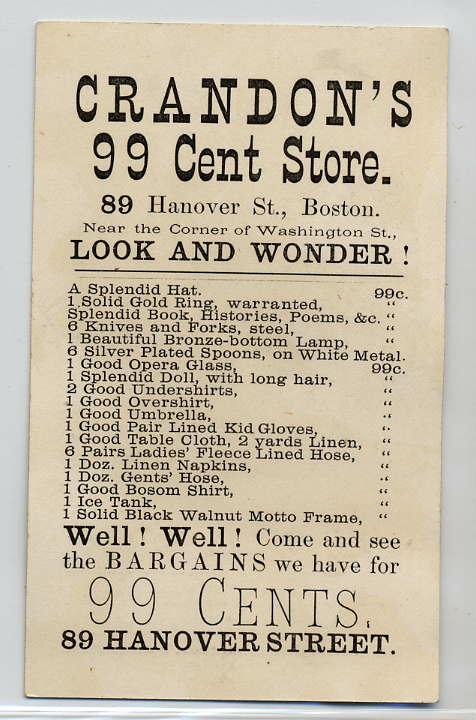 CRANDON'S
99 Cent Store.
89 Hanover St., Boston.
Near the Corner of Washington St.,
LOOK AND WONDER!
A Splendid Hat. 99c.
1 Solid Gold Ring, warranted, "
Splendid Book, Histories, Poems, &c. "
6 Knives and Forks, steel, "
1 Beautiful Bronze-bottom Lamp, "
6 Silver Plated Spoons, on White Metal.
1 Good Opera Glass, 99c.
1 Splendid Doll, with long hair, "
2 Good Undershirts, "
1 Good Overshirt, "
1 Good Umbrella, "
1 Good Pair Lined Kid Gloves, "
1 Good Table Cloth, 2 yards Linen, "
6 Pairs Ladies' Fleece Lined Hose, "
1 Doz. Linen Napkins, "
1 Doz. Gents' Hose, "
1 Good Bosom Shirt, "
1 Ice Tank, "
1 Solid Black Walnut Motto Frame, "
Well! Well! Come and see
the BARGAINS we have for
99 CENTS,
89 HANOVER STREET.